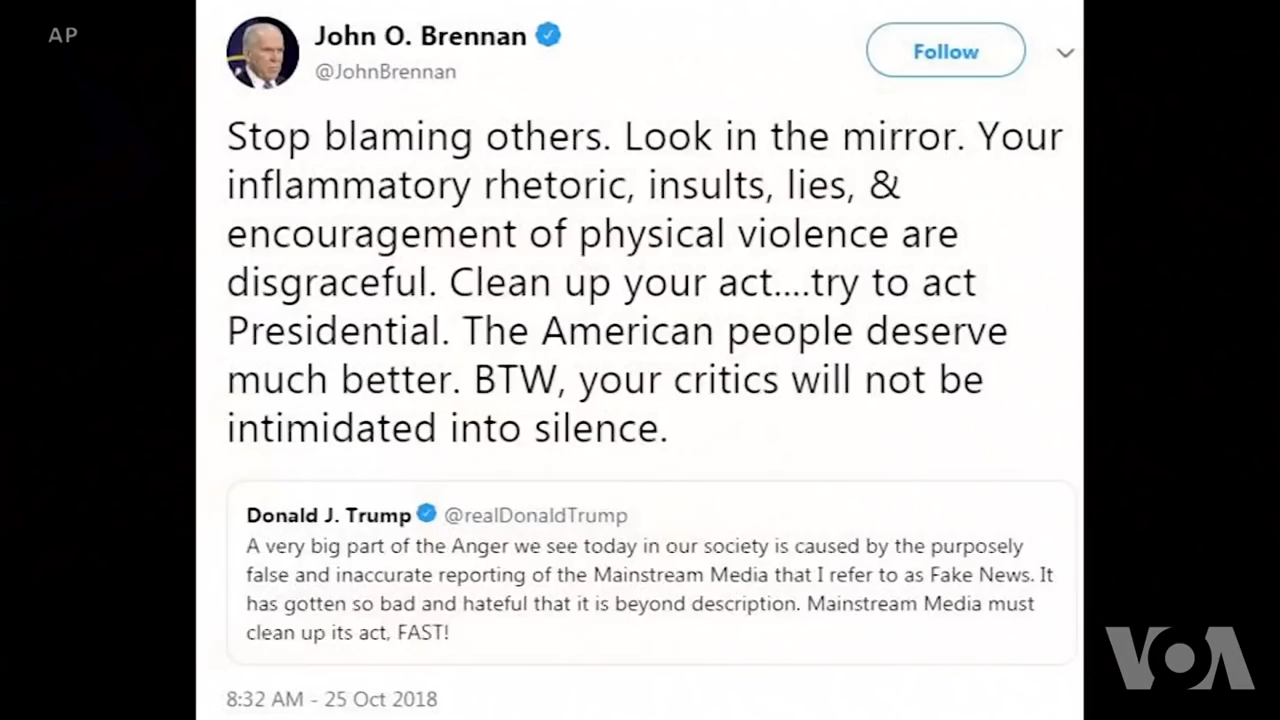 AP
John O. Brennan
Follow
@JohnBrennan
Stop blaming others. Look in the mirror. Your
inflammatory rhetoric, insults, lies, &
encouragement of physical violence are
disgraceful. Clean up your act....try to act
Presidential. The American people deserve
much better. BTW, your critics will not be
intimidated into silence.
Donald J. Trump @realDonaldTrump
A very big part of the Anger we see today in our society is caused by the purposely
false and inaccurate reporting of the Mainstream Media that I refer to as Fake News. It
has gotten so bad and hateful that it is beyond description. Mainstream Media must
clean up its act, FAST!
8:32 AM - 25 Oct 2018
VOA